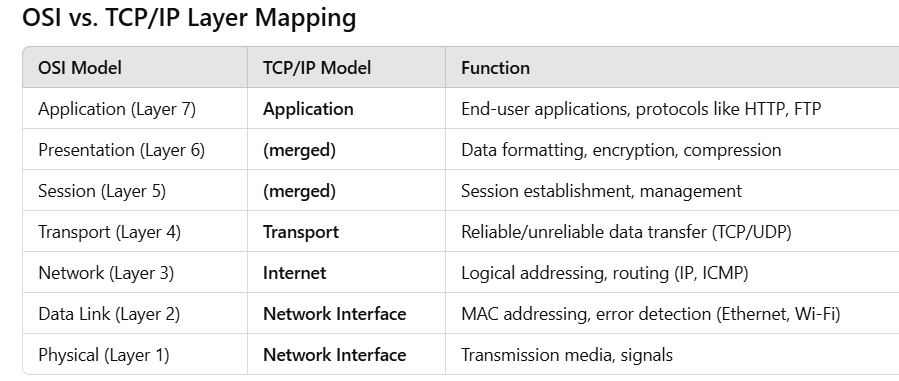 OSI vs. TCP/IP Layer Mapping
OSI Model TCP/IP Model Function
Application (Layer 7) Application End-user applications, protocols like HTTP, FTP
Presentation (Layer 6) (merged) Data formatting, encryption, compression
Session (Layer 5) (merged) Session establishment, management
Transport (Layer 4) Transport Reliable/unreliable data transfer (TCP/UDP)
Network (Layer 3) Internet Logical addressing, routing (IP, ICMP)
Data Link (Layer 2) Network Interface MAC addressing, error detection (Ethernet, Wi-Fi)
Physical (Layer 1) Network Interface Transmission media, signals